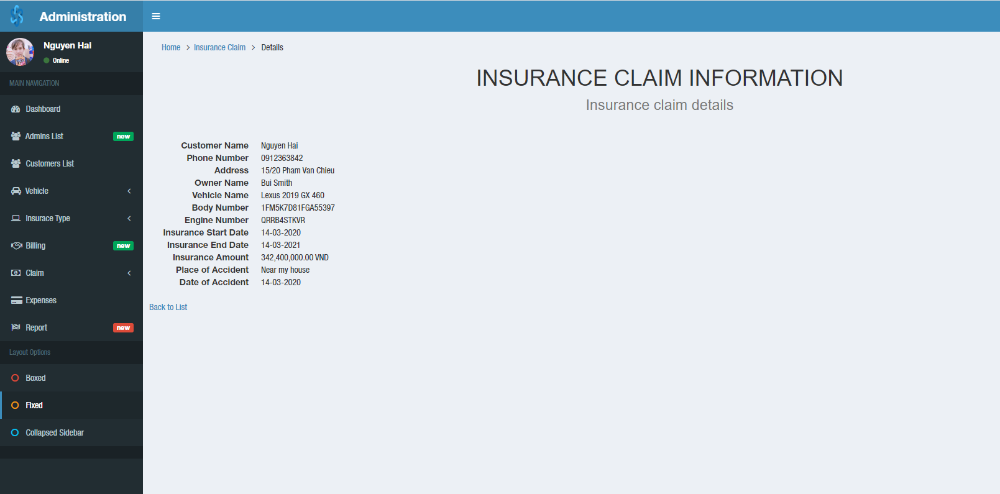 Administration
Nguyen Hai
Online
MAIN NAVIGATION
Dashboard
Admins List new
Customers List
Vehicle
Insurace Type
Billing new
Claim
Expenses
Report new
Layout Options
Boxed
Fixed
Collapsed Sidebar
Home > Insurance Claim > Details
INSURANCE CLAIM INFORMATION
Insurance claim details
Customer Name Nguyen Hai
Phone Number 0912363842
Address 15/20 Pham Van Chieu
Owner Name Bui Smith
Vehicle Name Lexus 2019 GX 460
Body Number 1FM5K7D81FGA55397
Engine Number QRRB4STKVR
Insurance Start Date 14-03-2020
Insurance End Date 14-03-2021
Insurance Amount 342,400,000.00 VND
Place of Accident Near my house
Date of Accident 14-03-2020
Back to List